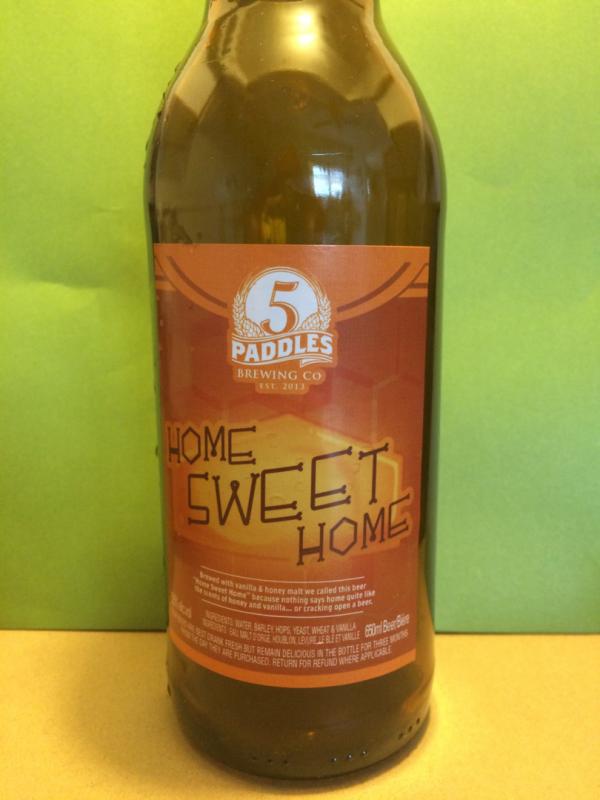 5
PADDLES
BREWING CO
EST. 2013
HOME
SWEET
HOME
Brewed with vanilla & honey malt we called this beer
"Home Sweet Home" because nothing says home quite like
the scents of honey and vanilla... or cracking open a beer.
INGREDIENTS: WATER, BARLEY, HOPS, YEAST, WHEAT & VANILLA
INGRÉDIENTS: EAU, MALT D'ORGE, HOUBLON, LEVURE, LE BLÉ ET VANILLE
650ml Beer/Bière
BEST DRANK FRESH BUT REMAIN DELICIOUS IN THE BOTTLE FOR THREE MONTHS
FROM THE DAY THEY ARE PURCHASED. RETURN FOR REFUND WHERE APPLICABLE.